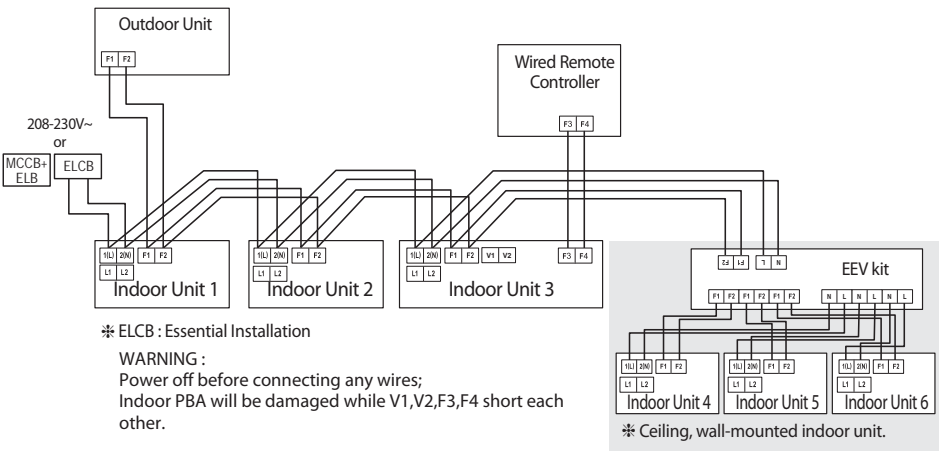 Outdoor Unit
F1 F2
Wired Remote
Controller
F3 F4
208-230V~
or
MCCB+
ELB
ELCB
1(L) 2(N) F1 F2
L1 L2
Indoor Unit 1
1(L) 2(N) F1 F2
L1 L2
Indoor Unit 2
1(L) 2(N) F1 F2 V1 V2 F3 F4
L1 L2
Indoor Unit 3
F2 F1 L N
EEV kit
F1 F2 F1 F2 F1 F2 N L N L N L
1(L) 2(N) F1 F2
L1 L2
Indoor Unit 4
1(L) 2(N) F1 F2
L1 L2
Indoor Unit 5
1(L) 2(N) F1 F2
L1 L2
Indoor Unit 6
❈ Ceiling, wall-mounted indoor unit.
❈ ELCB : Essential Installation
WARNING :
Power off before connecting any wires;
Indoor PBA will be damaged while V1,V2,F3,F4 short each
other.